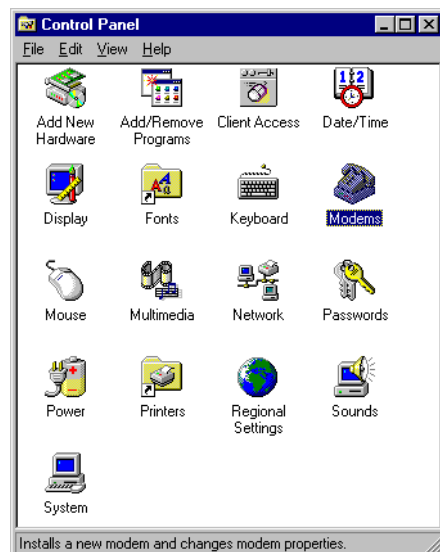 Control Panel
File Edit View Help
Add New Hardware
Add/Remove Programs
Client Access
Date/Time
Display
Fonts
Keyboard
Modems
Mouse
Multimedia
Network
Passwords
Power
Printers
Regional Settings
Sounds
System
Installs a new modem and changes modem properties.